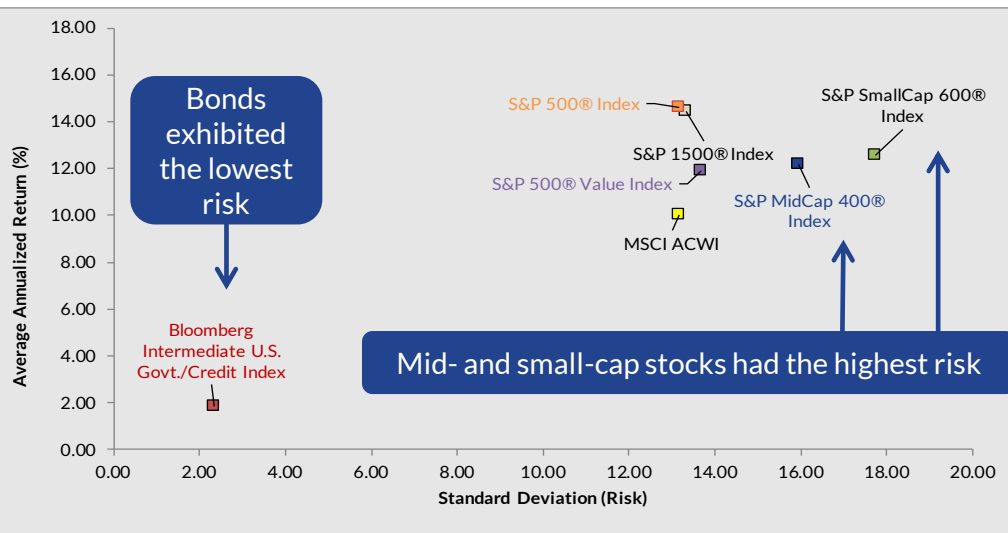 18.00
16.00
14.00
12.00
10.00
8.00
6.00
4.00
2.00
0.00
Average Annualized Return (%)
Bonds
exhibited
the lowest
risk
S&P 500® Index
S&P 1500® Index
S&P 500® Value Index
MSCI ACWI
S&P SmallCap 600®
Index
S&P MidCap 400®
Index
Bloomberg
Intermediate U.S.
Govt./Credit Index
Mid- and small-cap stocks had the highest risk
0.00 2.00 4.00 6.00 8.00 10.00 12.00 14.00 16.00 18.00 20.00
Standard Deviation (Risk)